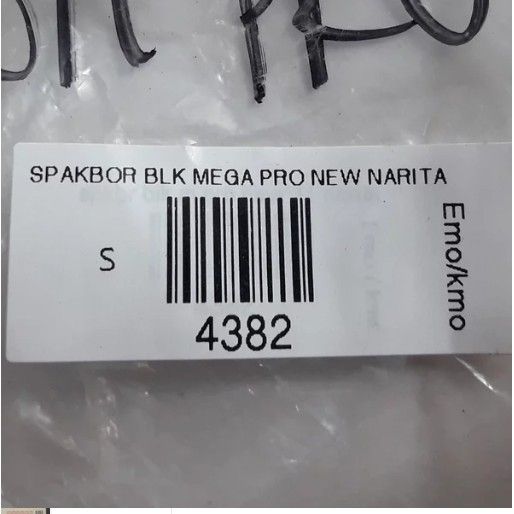 SPAKBOR BLK MEGA PRO NEW NARITA
S
4382
Emo/kmo